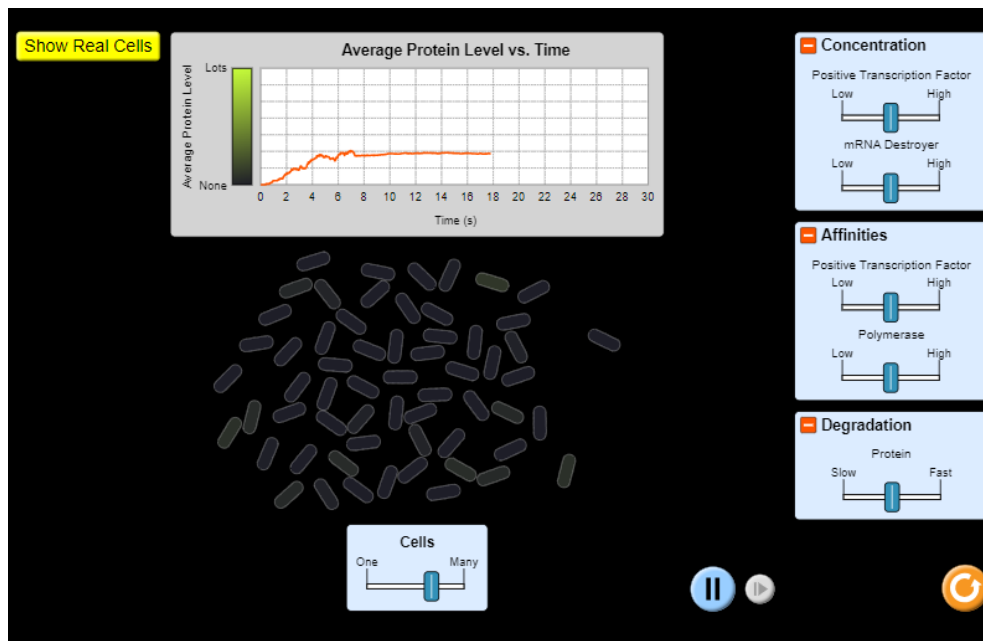 Show Real Cells
Average Protein Level vs. Time
Average Protein Level
Lots
None
0 2 4 6 8 10 12 14 16 18 20 22 24 26 28 30
Time (s)
Concentration
Positive Transcription Factor
Low High
mRNA Destroyer
Low High
Affinities
Positive Transcription Factor
Low High
Polymerase
Low High
Degradation
Protein
Slow Fast
Cells
One Many